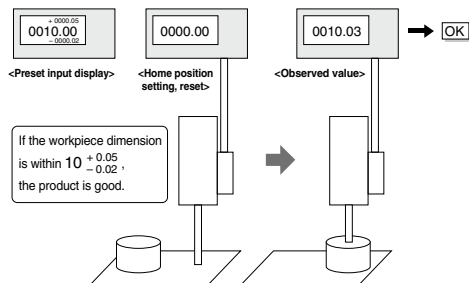 + 0000.05
0010.00
− 0000.02
0000.00
0010.03
OK
<Preset input display>
<Home position
setting, reset>
<Observed value>
If the workpiece dimension
is within 10 + 0.05 − 0.02 ,
the product is good.